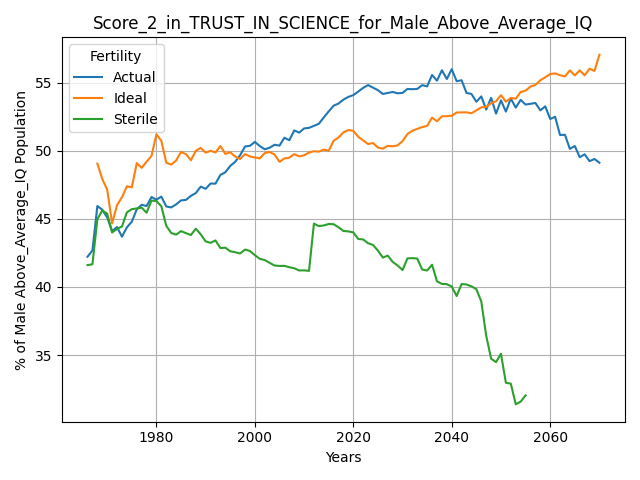 Score_2_in_TRUST_IN_SCIENCE_for_Male_Above_Average_IQ
Fertility
Actual
Ideal
Sterile
% of Male Above_Average_IQ Population
55
50
45
40
35
1980
2000
2020
2040
2060
Years